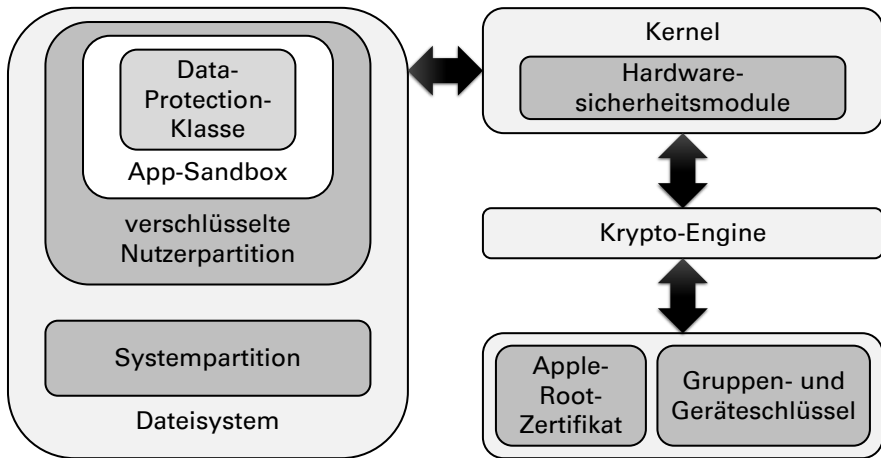 Data-
Protection-
Klasse
App-Sandbox
verschlüsselte
Nutzerpartition
Systempartition
Dateisystem
Kernel
Hardware-
sicherheitsmodule
Krypto-Engine
Apple-
Root-
Zertifikat
Gruppen- und
Geräteschlüssel